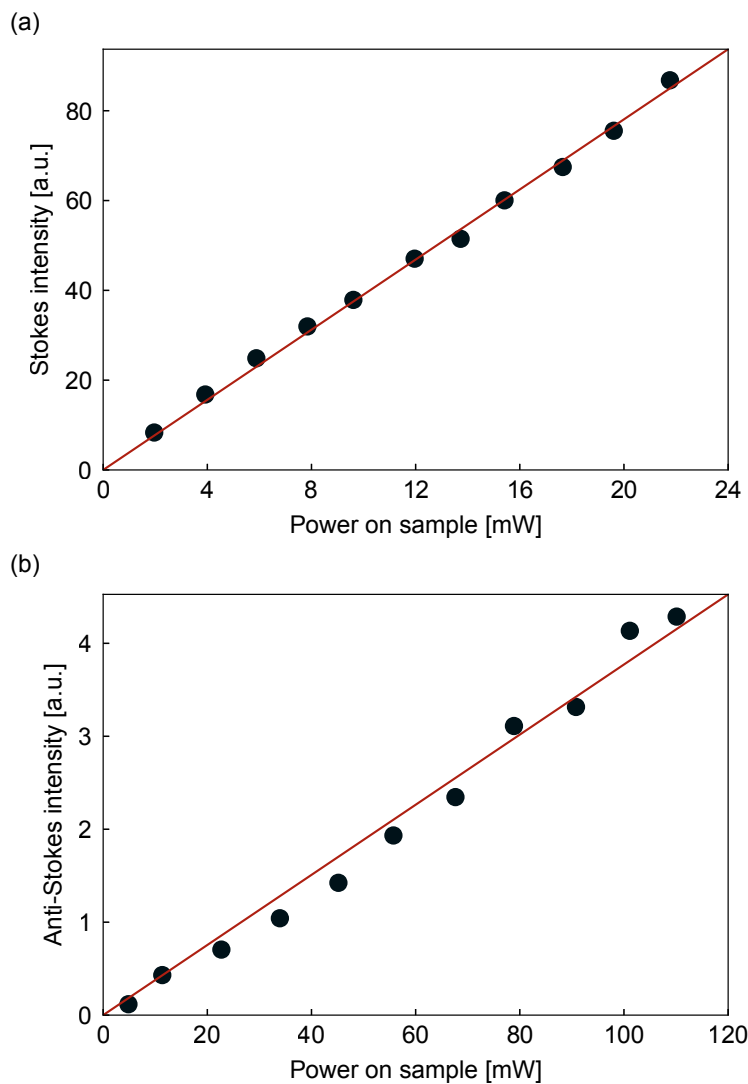 (a)
Stokes intensity [a.u.]
80
60
40
20
0
0 4 8 12 16 20 24
Power on sample [mW]
(b)
Anti-Stokes intensity [a.u.]
4
3
2
1
0
0 20 40 60 80 100 120
Power on sample [mW]